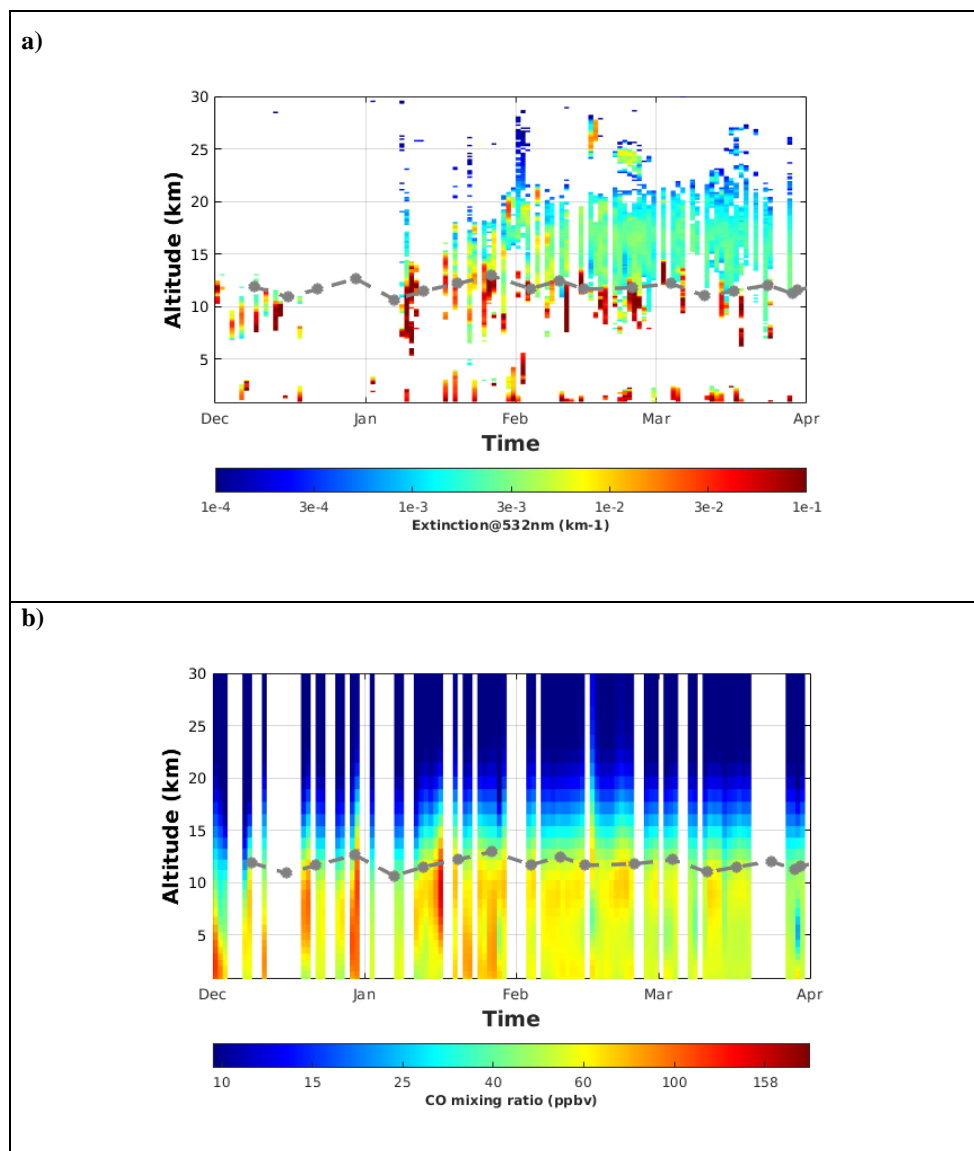 a)
30
25
20
15
10
5
Altitude (km)
Dec Jan Feb Mar Apr
Time
1e-4 3e-4 1e-3 3e-3 1e-2 3e-2 1e-1
Extinction@532nm (km-1)
b)
30
25
20
15
10
5
Altitude (km)
Dec Jan Feb Mar Apr
Time
10 15 25 40 60 100 158
CO mixing ratio (ppbv)